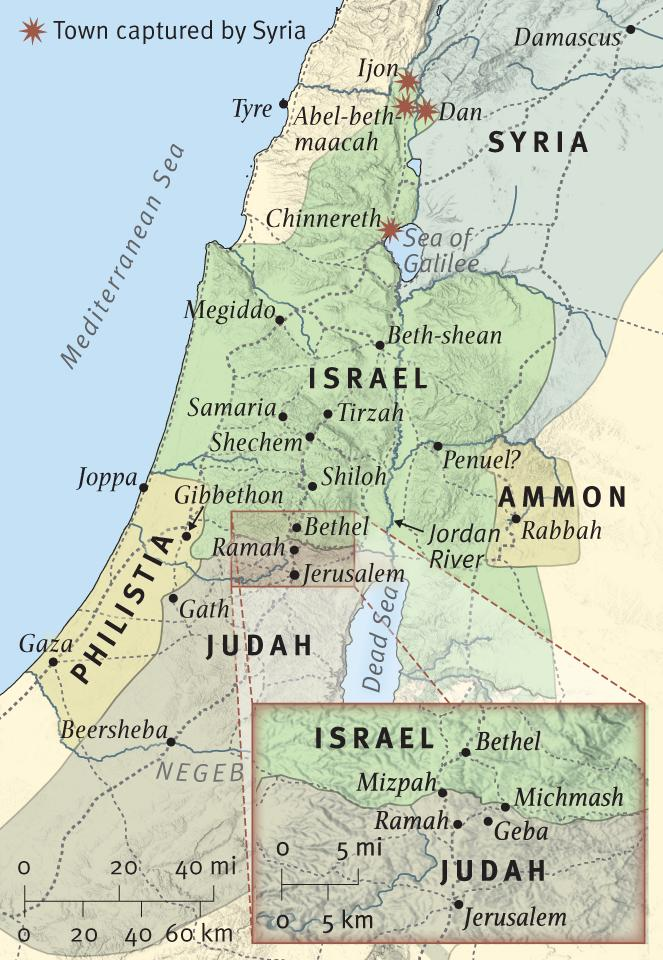 Town captured by Syria
Damascus
Ijon
Tyre
Abel-beth-
maacah
Dan
SYRIA
Mediterranean Sea
Chinnereth
Sea of
Galilee
Megiddo
Beth-shean
ISRAEL
Samaria
Tirzah
Shechem
Penuel?
Joppa
Shiloh
Gibbethon
AMMON
Rabbah
Bethel
Jordan
River
Ramah
Jerusalem
PHILISTIA
Gath
JUDAH
Dead Sea
Gaza
Beersheba
NEGEB
0 20 40 mi
0 20 40 60 km
ISRAEL
Bethel
Mizpah
Michmash
Ramah
Geba
0 5 mi
JUDAH
0 5 km
Jerusalem